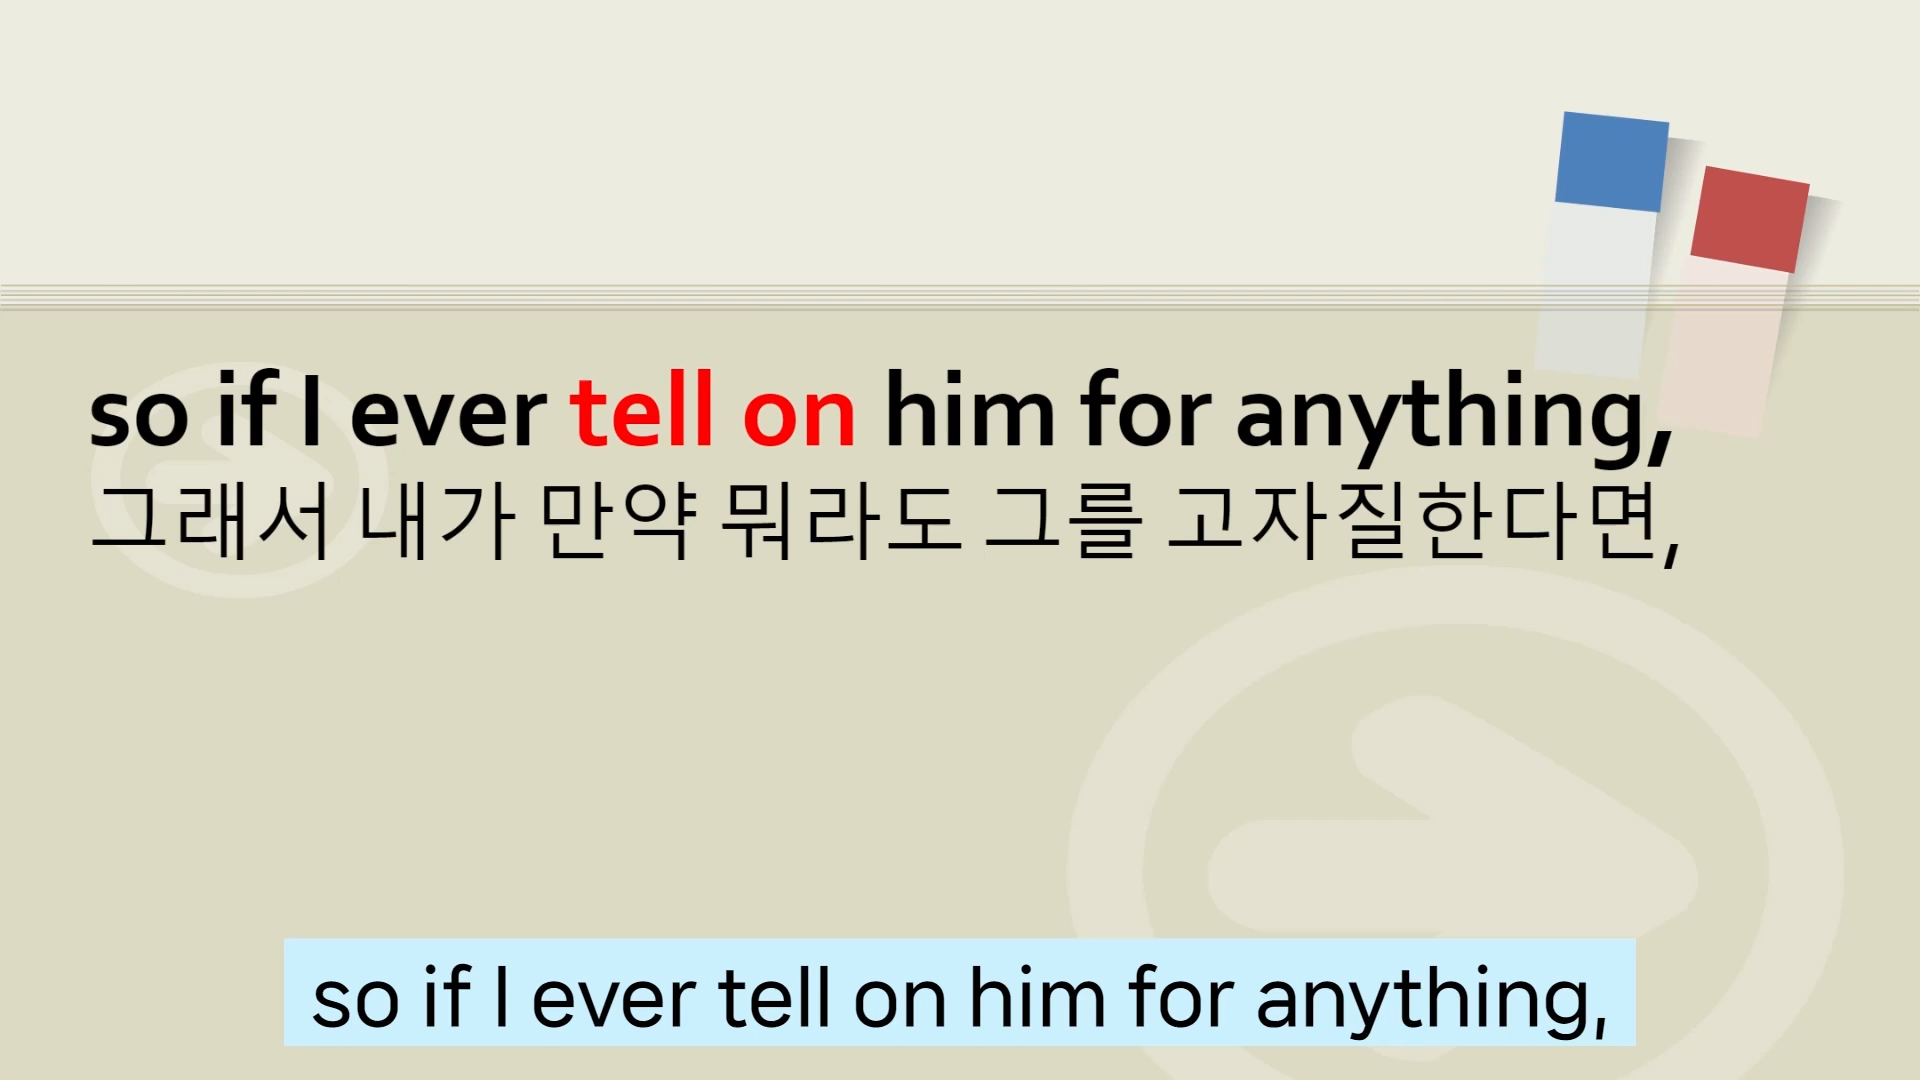 so if I ever tell on him for anything,
그래서 내가 만약 뭐라도 그를 고자질한다면,
so if I ever tell on him for anything,